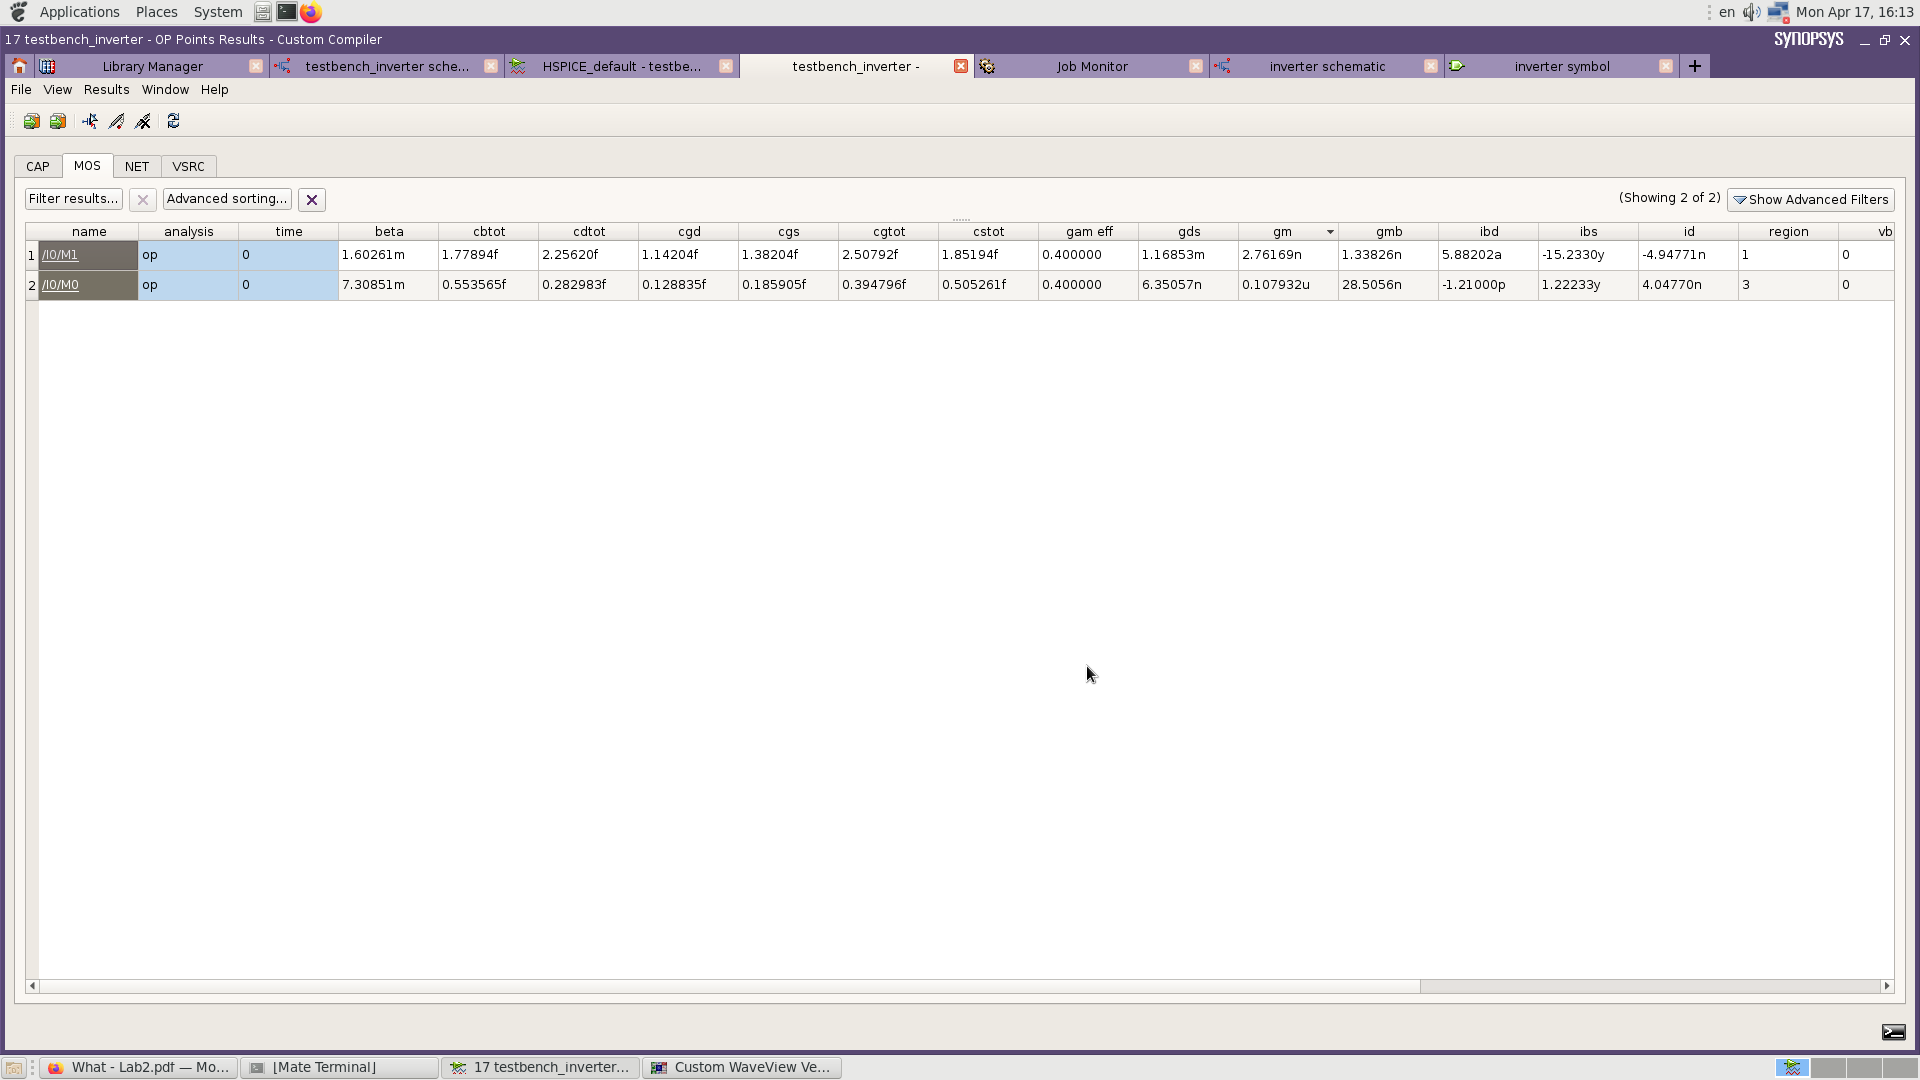 Applications Places System en Mon Apr 17, 16:13
17 testbench_inverter - OP Points Results - Custom Compiler SYNOPSYS
Library Manager testbench_inverter sche... HSPICE_default - testbe... testbench_inverter - Job Monitor inverter schematic inverter symbol
File View Results Window Help
CAP MOS NET VSRC
Filter results... Advanced sorting... (Showing 2 of 2) Show Advanced Filters
name analysis time beta cbtot cdtot cgd cgs cgtot cstot gam eff gds gm gmb ibd ibs id region vb
1 /I0/M1 op 0 1.60261m 1.77894f 2.25620f 1.14204f 1.38204f 2.50792f 1.85194f 0.400000 1.16853m 2.76169n 1.33826n 5.88202a -15.2330y -4.94771n 1 0
2 /I0/M0 op 0 7.30851m 0.553565f 0.282983f 0.128835f 0.185905f 0.394796f 0.505261f 0.400000 6.35057n 0.107932u 28.5056n -1.21000p 1.22233y 4.04770n 3 0
What - Lab2.pdf — Mo... [Mate Terminal] 17 testbench_inverter... Custom WaveView Ve...